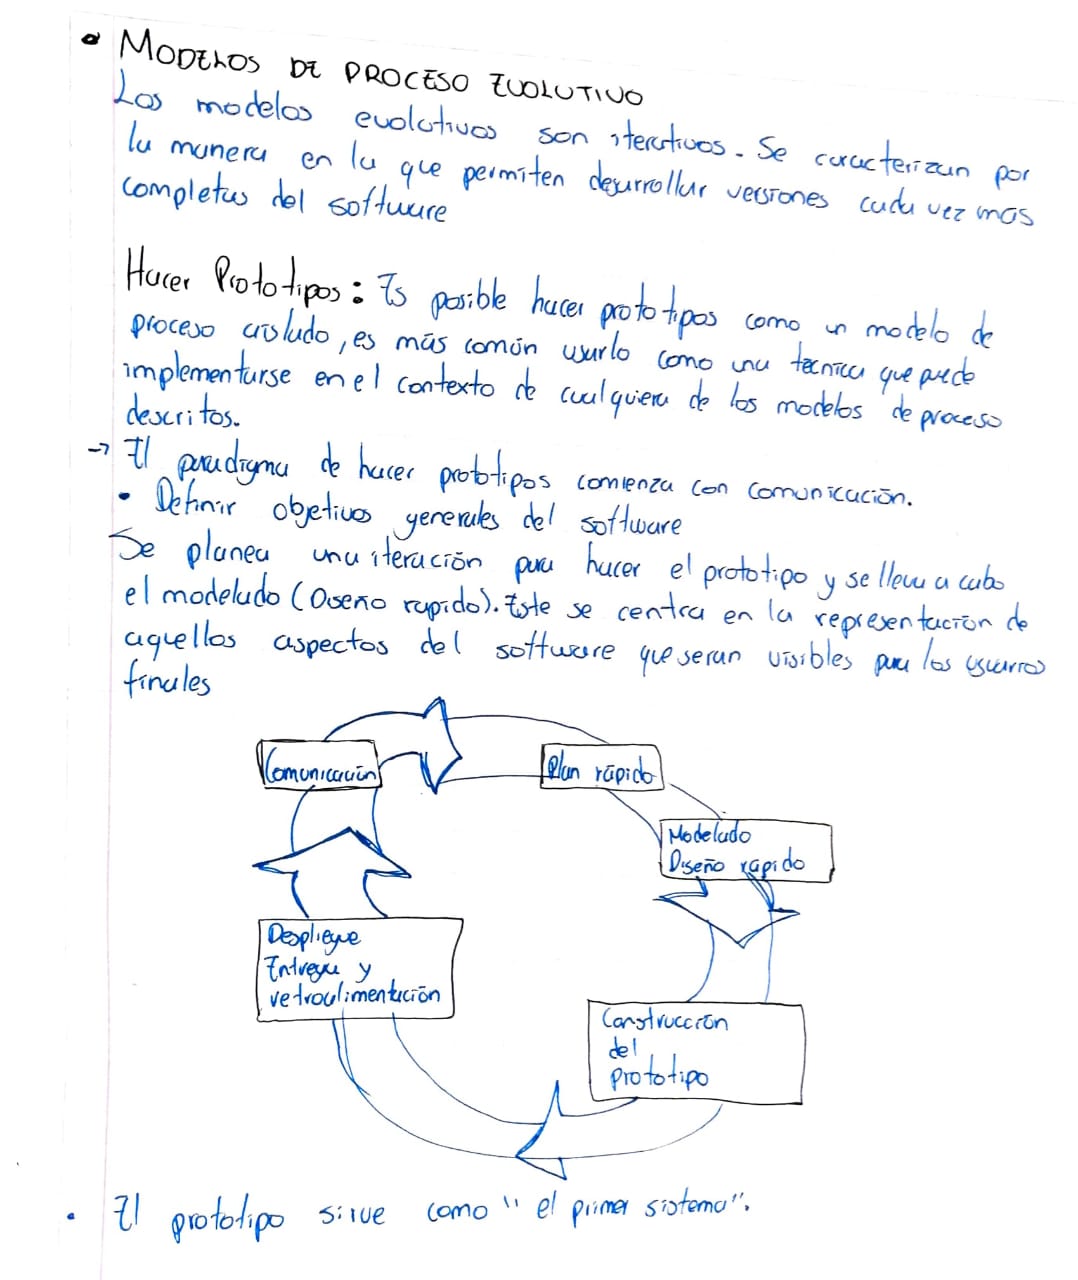 • MODELOS DE PROCESO EVOLUTIVO
Los modelos evolutivos son iterativos. Se caracterizan por
la manera en la que permiten desarrollar versiones cada vez mas
completas del software
Hacer Prototipos: Es posible hacer prototipos como un modelo de
proceso aislado, es más común usarlo como una técnica que puede
implementarse en el contexto de cualquiera de los modelos de proceso
descritos.
→ El paradigma de hacer prototipos comienza con comunicación.
• Definir objetivos generales del software
Se planea una iteración para hacer el prototipo y se lleva a cabo
el modelado (Diseño rapido). Este se centra en la representación de
aquellos aspectos del software que seran visibles para los usuarios
finales
Comunicación
Plan rápido
Modelado
Diseño rápido
Construcción
del
prototipo
Despliegue
Entrega y
retroalimentación
• El prototipo sirve como "el primer sistema".